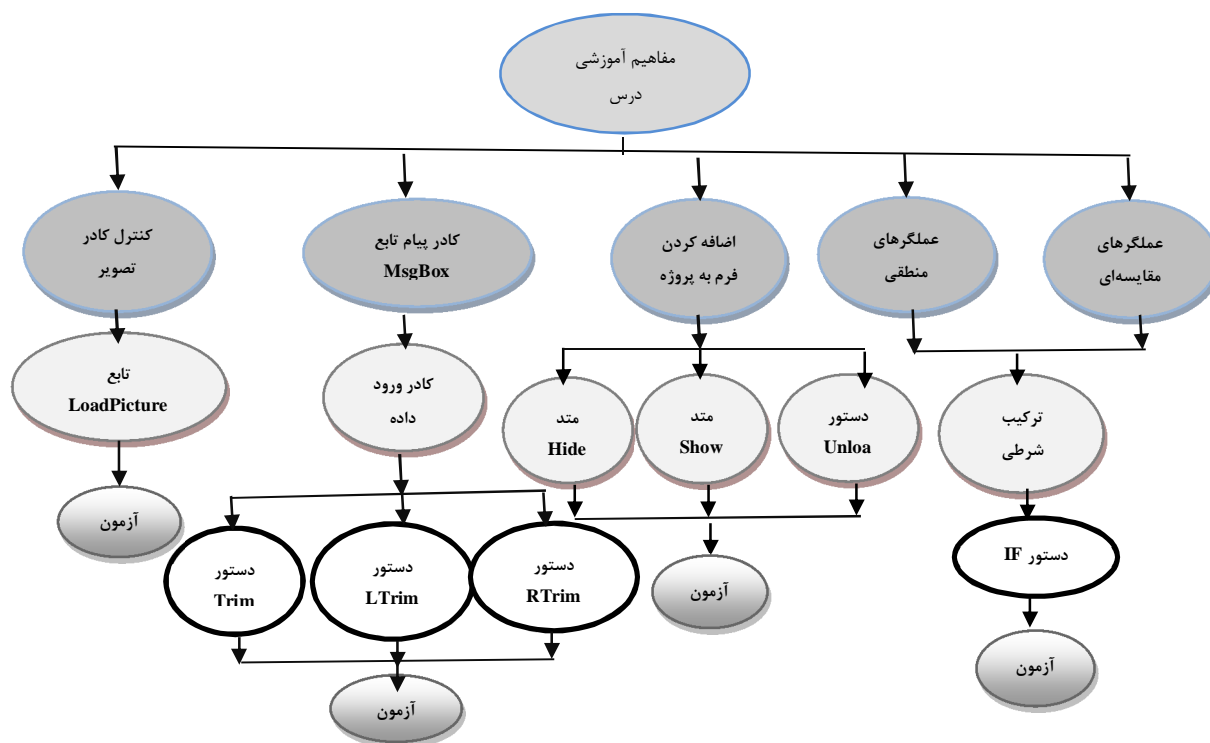 مفاهیم آموزشی
درس
عملگرهای
مقایسه‌ای
عملگرهای
منطقی
اضافه کردن
فرم به پروژه
کادر پیام تابع
MsgBox
کنترل کادر
تصویر
ترکیب
شرطی
دستور
Unloa
متد
Show
متد
Hide
کادر ورود
داده
تابع
LoadPicture
دستور IF
دستور
RTrim
دستور
LTrim
دستور
Trim
آزمون
آزمون
آزمون
آزمون